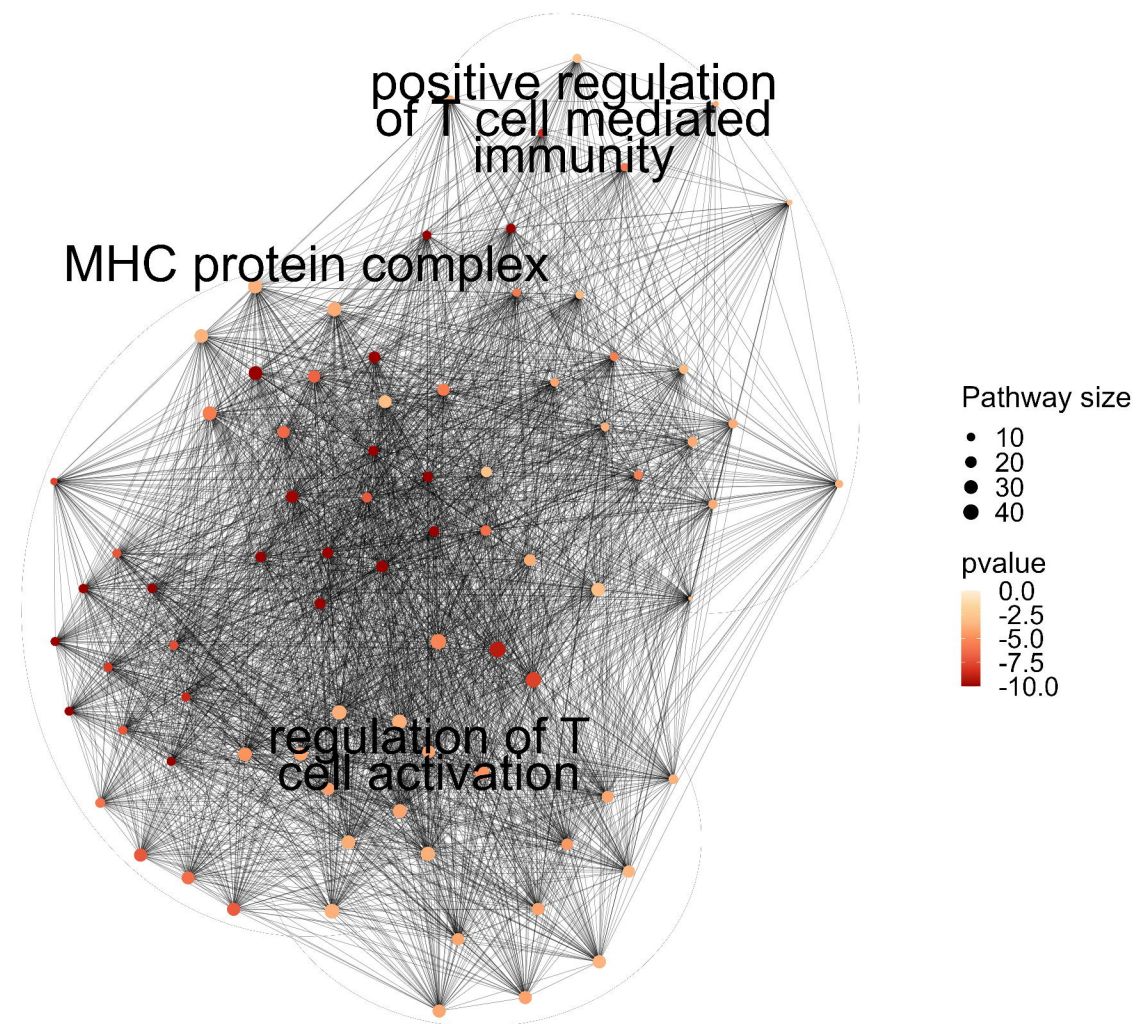 positive regulation
of T cell mediated
immunity
MHC protein complex
regulation of T
cell activation
Pathway size
10
20
30
40
pvalue
0.0
-2.5
-5.0
-7.5
-10.0